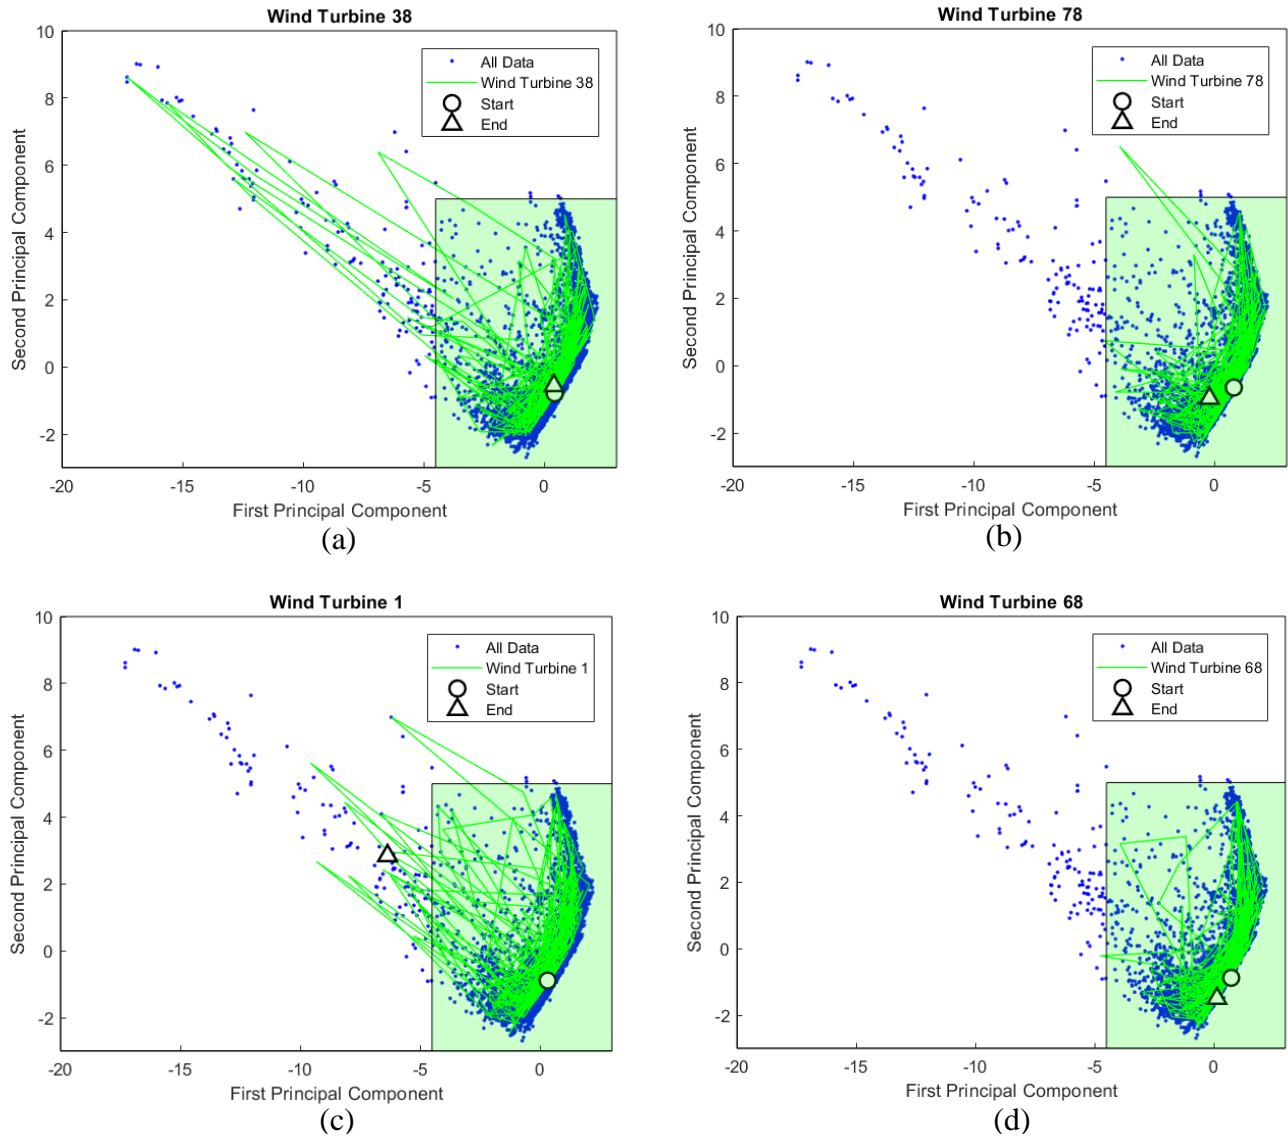 Wind Turbine 38
10
8
6
4
2
0
-2
-20
-15
-10
-5
0
Second Principal Component
First Principal Component
All Data
Wind Turbine 38
Start
End
(a)
Wind Turbine 78
10
8
6
4
2
0
-2
-20
-15
-10
-5
0
Second Principal Component
First Principal Component
All Data
Wind Turbine 78
Start
End
(b)
Wind Turbine 1
10
8
6
4
2
0
-2
-20
-15
-10
-5
0
Second Principal Component
First Principal Component
All Data
Wind Turbine 1
Start
End
(c)
Wind Turbine 68
10
8
6
4
2
0
-2
-20
-15
-10
-5
0
Second Principal Component
First Principal Component
All Data
Wind Turbine 68
Start
End
(d)